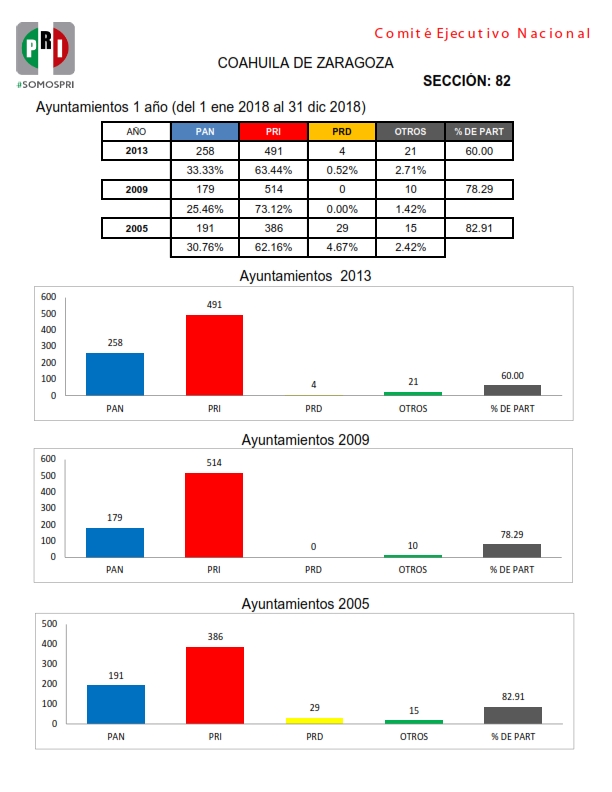 Comité Ejecutivo Nacional
PRI
#SOMOSPRI
COAHUILA DE ZARAGOZA
SECCIÓN: 82
Ayuntamientos 1 año (del 1 ene 2018 al 31 dic 2018)
AÑO PAN PRI PRD OTROS % DE PART
2013 258 491 4 21 60.00
33.33% 63.44% 0.52% 2.71%
2009 179 514 0 10 78.29
25.46% 73.12% 0.00% 1.42%
2005 191 386 29 15 82.91
30.76% 62.16% 4.67% 2.42%
Ayuntamientos 2013
600
500
400
300
200
100
0
258 491 4 21 60.00
PAN PRI PRD OTROS % DE PART
Ayuntamientos 2009
600
500
400
300
200
100
0
179 514 0 10 78.29
PAN PRI PRD OTROS % DE PART
Ayuntamientos 2005
500
400
300
200
100
0
191 386 29 15 82.91
PAN PRI PRD OTROS % DE PART